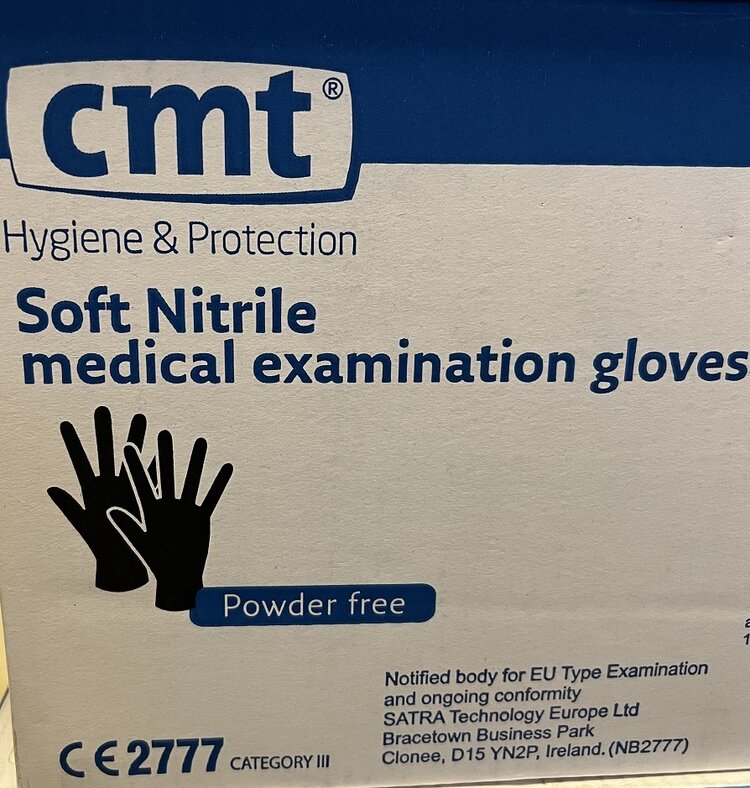 cmt®
Hygiene & Protection
Soft Nitrile
medical examination gloves
Powder free
Notified body for EU Type Examination
and ongoing conformity
SATRA Technology Europe Ltd
Bracetown Business Park
Clonee, D15 YN2P, Ireland. (NB2777)
CE 2777 CATEGORY III